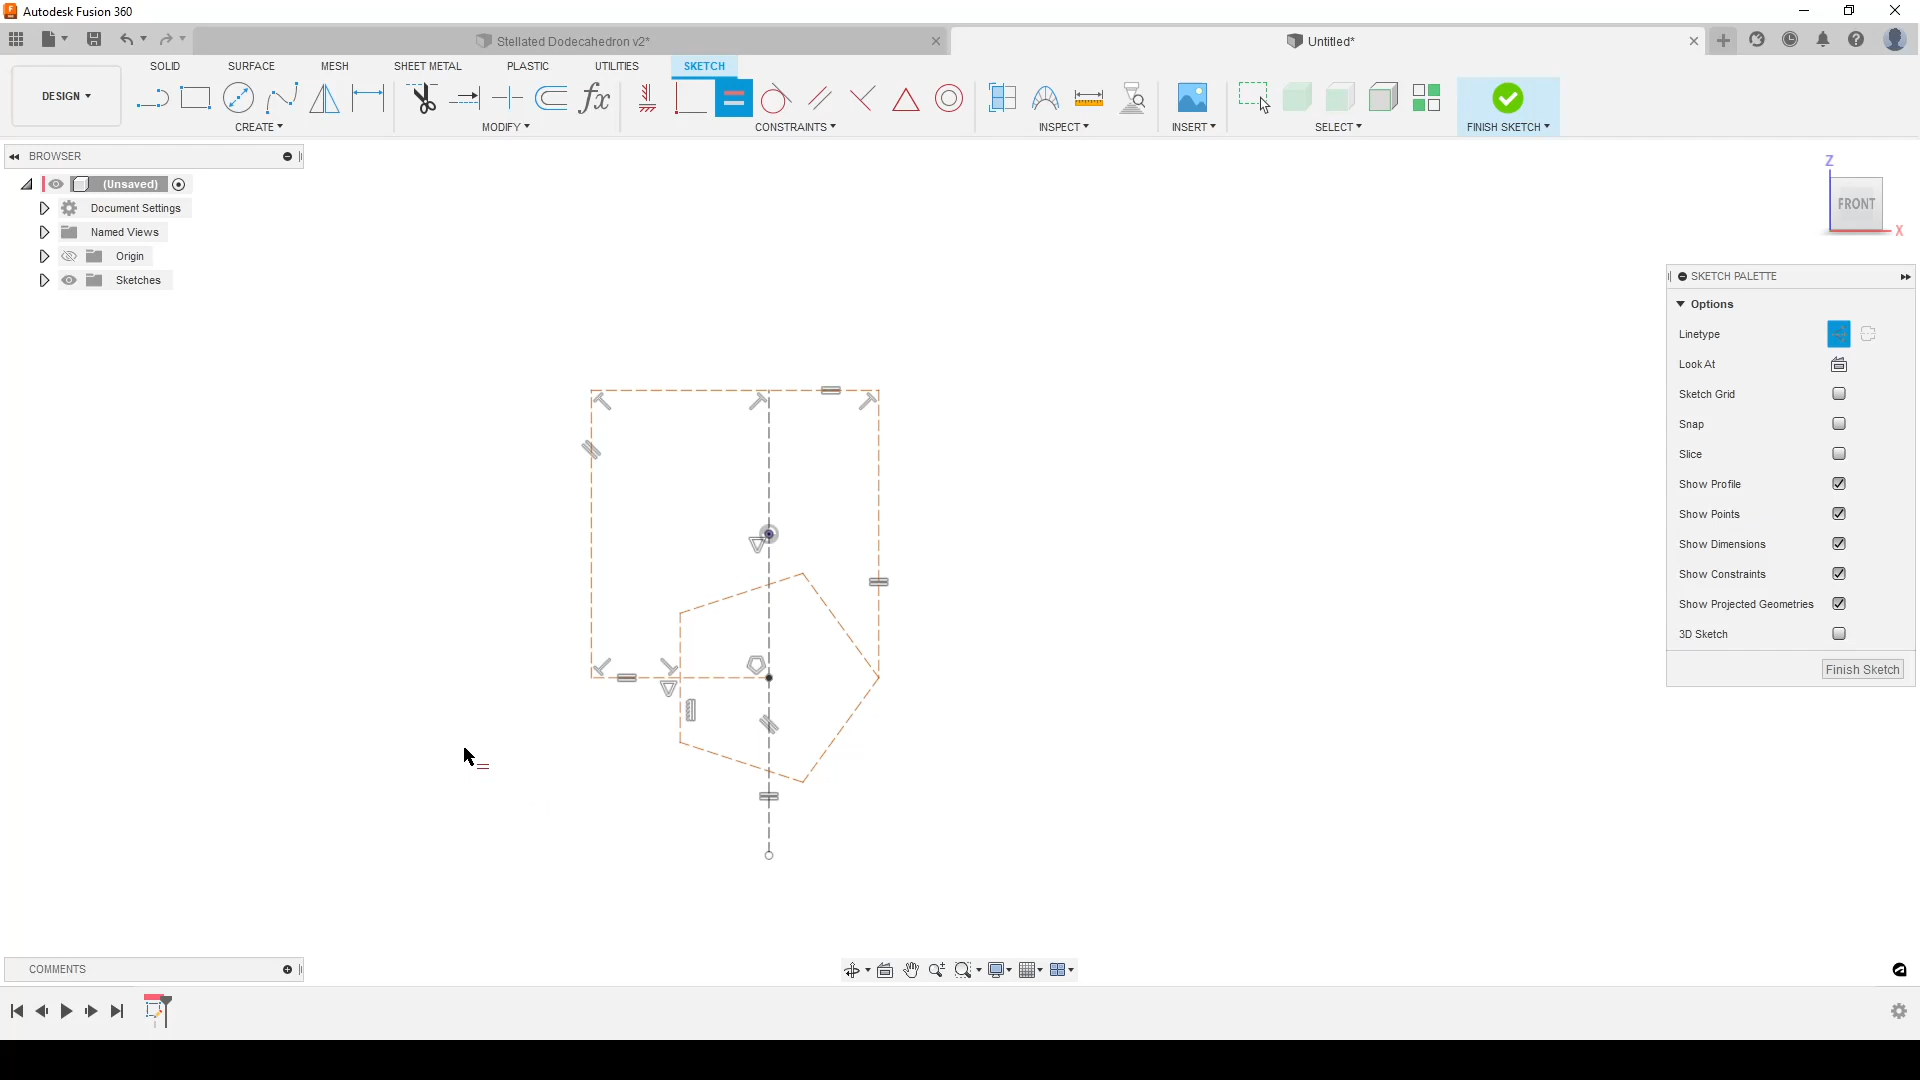 Autodesk Fusion 360
Stellated Dodecahedron v2*
Untitled*
DESIGN
SOLID
SURFACE
MESH
SHEET METAL
PLASTIC
UTILITIES
SKETCH
fx
CREATE
MODIFY
CONSTRAINTS
INSPECT
INSERT
SELECT
FINISH SKETCH
BROWSER
(Unsaved)
Document Settings
Named Views
Origin
Sketches
Z
FRONT
X
SKETCH PALETTE
Options
Linetype
Look At
Sketch Grid
Snap
Slice
Show Profile
Show Points
Show Dimensions
Show Constraints
Show Projected Geometries
3D Sketch
Finish Sketch
COMMENTS